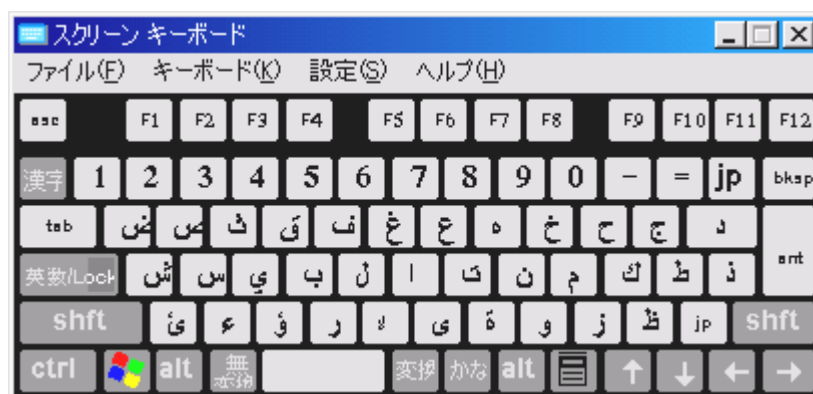 スクリーン キーボード
ファイル(F) キーボード(K) 設定(S) ヘルプ(H)
esc F1 F2 F3 F4 F5 F6 F7 F8 F9 F10 F11 F12
漢字 1 2 3 4 5 6 7 8 9 0 - = jp bksp
tab ض ص ث ق ف غ ع ه خ ح ج د
英数/Lock ش س ي ب ل ا ت ن م ك ط ذ ent
shft ئ ء ؤ ر لا ى ة و ز ظ jp shft
ctrl alt 無変換 変換 かな alt ↑ ↓ ← →